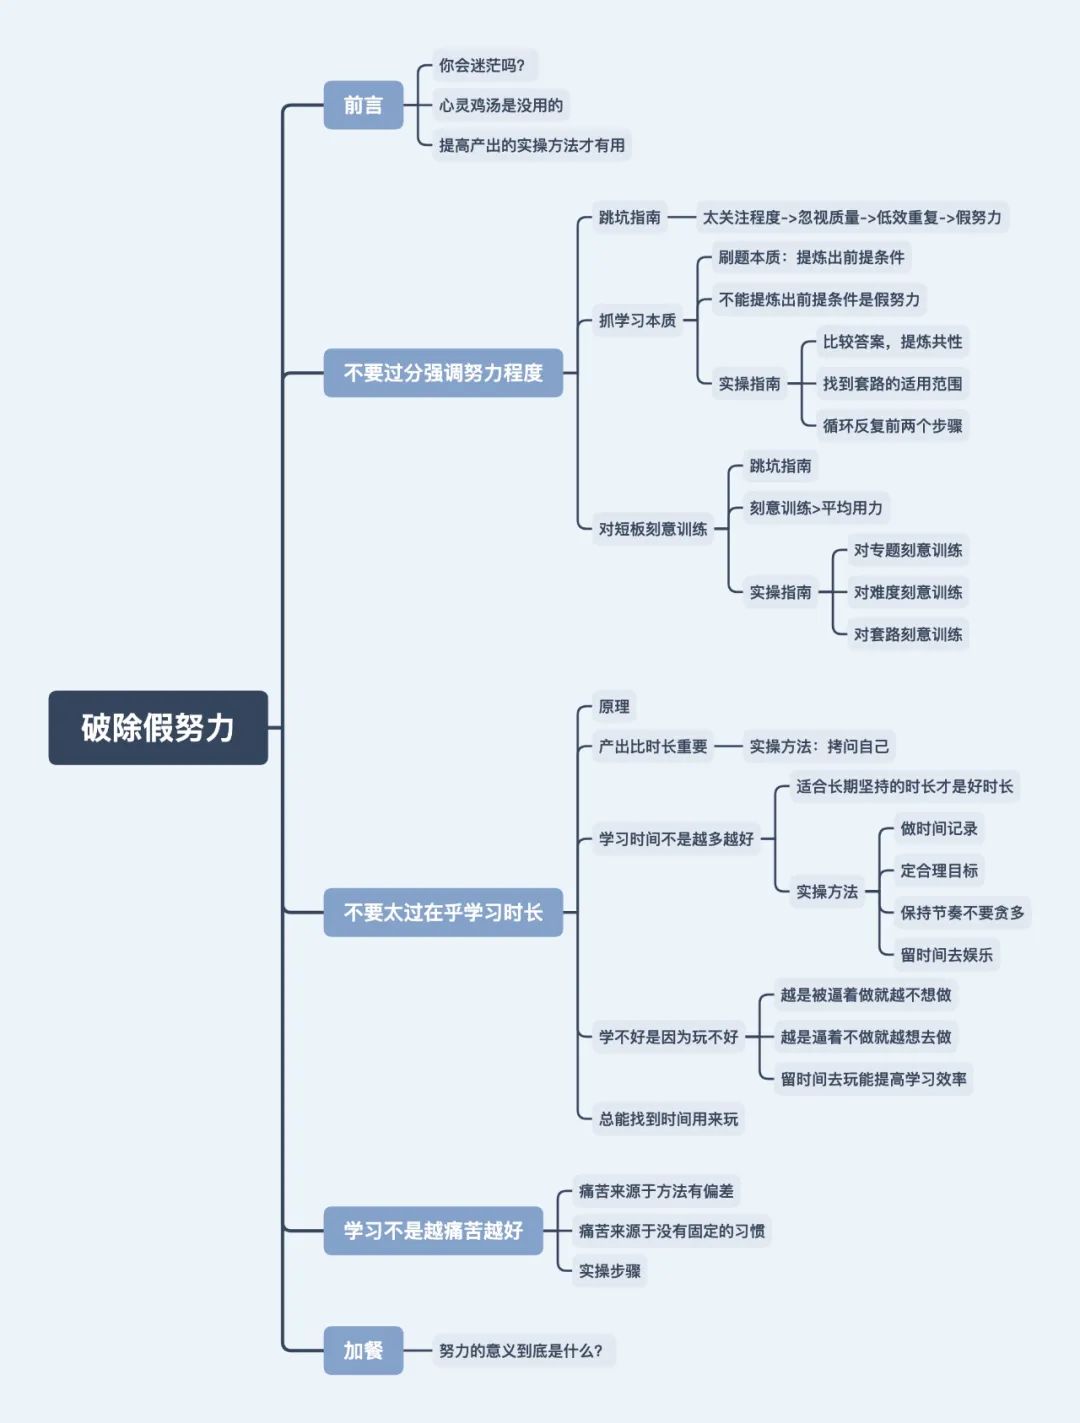 破除假努力
前言
你会迷茫吗?
心灵鸡汤是没用的
提高产出的实操方法才有用
不要过分强调努力程度
跳坑指南
太关注程度->忽视质量->低效重复->假努力
抓学习本质
刷题本质：提炼出前提条件
不能提炼出前提条件是假努力
实操指南
比较答案，提炼共性
找到套路的适用范围
循环反复前两个步骤
对短板刻意训练
跳坑指南
刻意训练>平均用力
实操指南
对专题刻意训练
对难度刻意训练
对套路刻意训练
不要太过在乎学习时长
原理
产出比时长重要
实操方法：拷问自己
学习时间不是越多越好
适合长期坚持的时长才是好时长
实操方法
做时间记录
定合理目标
保持节奏不要贪多
留时间去娱乐
学不好是因为玩不好
越是被逼着做就越不想做
越是逼着不做就越想去做
留时间去玩能提高学习效率
总能找到时间用来玩
学习不是越痛苦越好
痛苦来源于方法有偏差
痛苦来源于没有固定的习惯
实操步骤
加餐
努力的意义到底是什么?